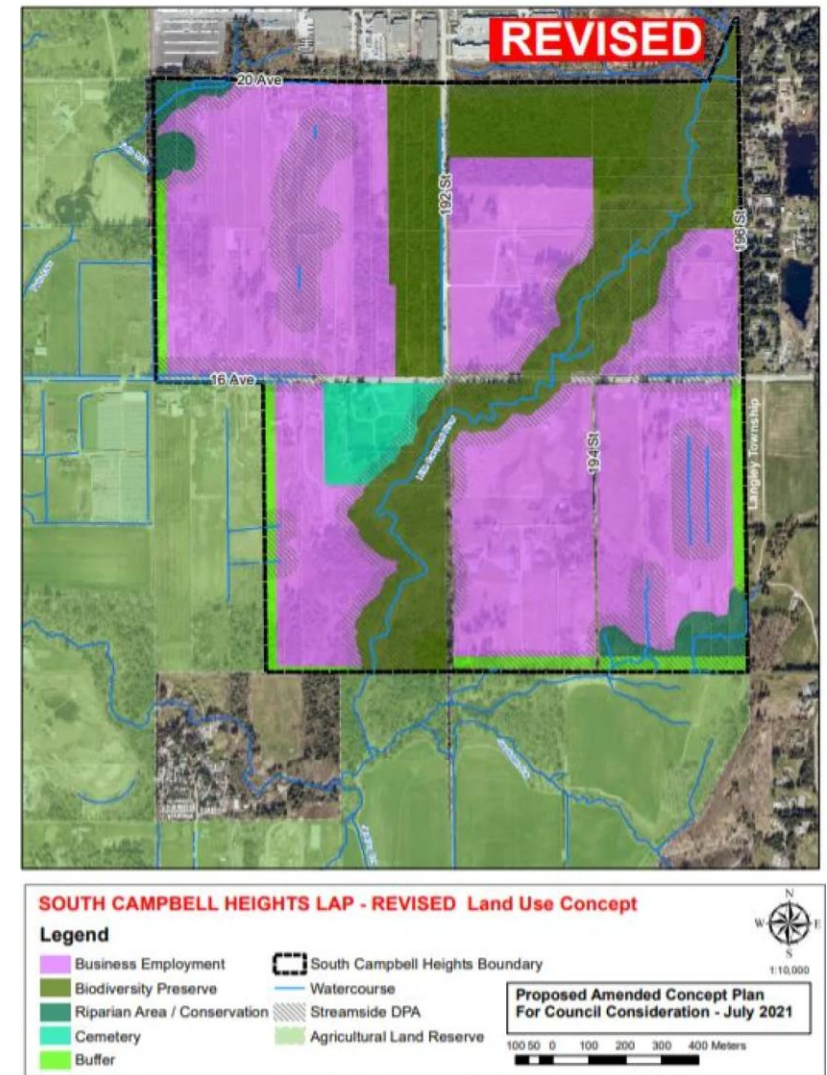 REVISED
20 Ave
192 St
196 St
16 Ave
Little Campbell River
194 St
Langley Township
SOUTH CAMPBELL HEIGHTS LAP - REVISED Land Use Concept
Legend
Business Employment
Biodiversity Preserve
Riparian Area / Conservation
Cemetery
Buffer
South Campbell Heights Boundary
Watercourse
Streamside DPA
Agricultural Land Reserve
N
W E
S
1:10,000
Proposed Amended Concept Plan
For Council Consideration - July 2021
100 50 0 100 200 300 400 Meters